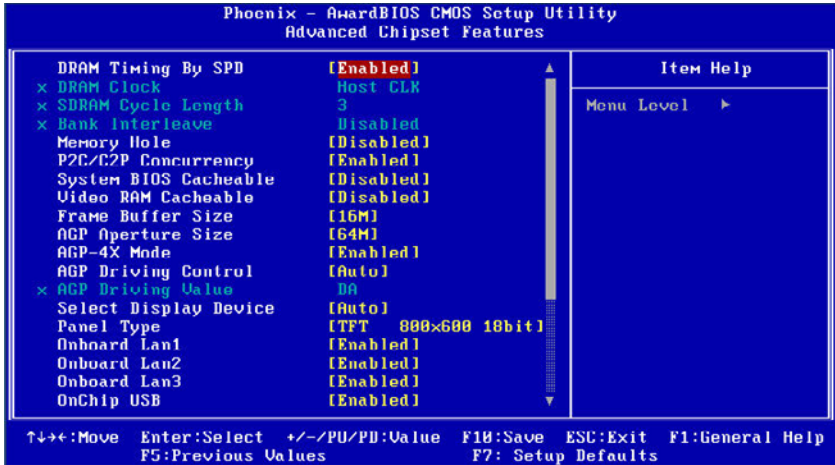 Phoenix - AwardBIOS CMOS Setup Utility
Advanced Chipset Features
DRAM Timing By SPD [Enabled]
x DRAM Clock Host CLK
x SDRAM Cycle Length 3
x Bank Interleave Disabled
Memory Hole [Disabled]
P2C/C2P Concurrency [Enabled]
System BIOS Cacheable [Disabled]
Video RAM Cacheable [Disabled]
Frame Buffer Size [16M]
AGP Aperture Size [64M]
AGP-4X Mode [Enabled]
AGP Driving Control [Auto]
x AGP Driving Value DA
Select Display Device [Auto]
Panel Type [TFT 800x600 18bit]
Onboard Lan1 [Enabled]
Onboard Lan2 [Enabled]
Onboard Lan3 [Enabled]
OnChip USB [Enabled]
Item Help
Menu Level ►
↑↓→←:Move Enter:Select +/-/PU/PD:Value F10:Save ESC:Exit F1:General Help
F5:Previous Values F7: Setup Defaults